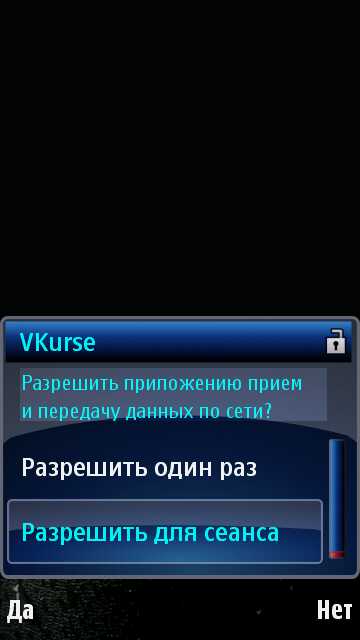 VKurse
Разрешить приложению прием
и передачу данных по сети?
Разрешить один раз
Разрешить для сеанса
Да
Нет